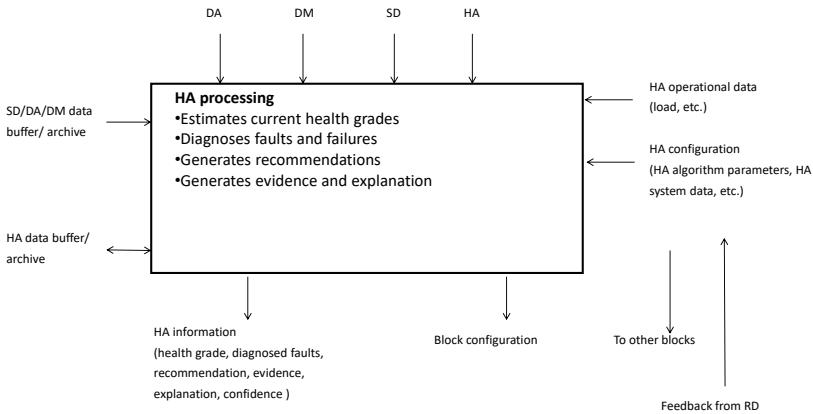 DA
DM
SD
HA
HA processing
•Estimates current health grades
•Diagnoses faults and failures
•Generates recommendations
•Generates evidence and explanation
SD/DA/DM data
buffer/ archive
HA data buffer/
archive
HA operational data
(load, etc.)
HA configuration
(HA algorithm parameters, HA
system data, etc.)
HA information
(health grade, diagnosed faults,
recommendation, evidence,
explanation, confidence )
Block configuration
To other blocks
Feedback from RD